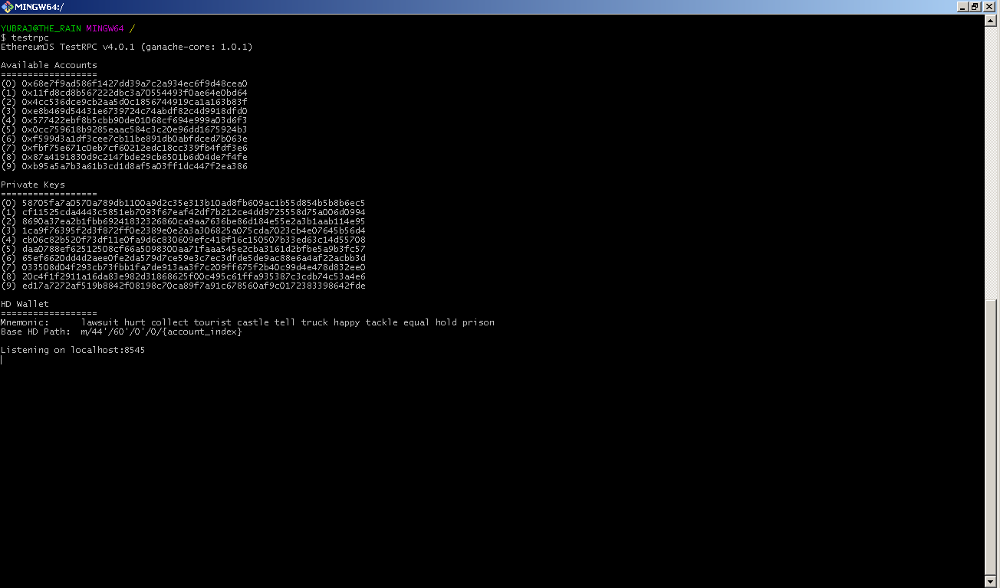 MINGW64:/
YUBRAJ@THE_RAIN MINGW64 /
$ testrpc
EthereumJS TestRPC v4.0.1 (ganache-core: 1.0.1)
Available Accounts
==================
(0) 0x68e7f9ad586f1427dd39a7c2a934ec6f9d48cea0
(1) 0x11fd8cd8b567222dbc3a70554493f0ae64e0bd64
(2) 0x4cc536dce9cb2aa5d0c1856744919ca1a163b83f
(3) 0xe8b469d54431e6739724c74abdf82c4d9918dfd0
(4) 0x577422ebf8b5cbb90de01068cf694e999a03d6f3
(5) 0x0cc759618b9285eaac584c3c20e96dd1675924b3
(6) 0xf599d3a1df3cee7cb11be891db0abfdced7b063e
(7) 0xfbf75e671c0eb7cf60212edc18cc339fb4fdf3e6
(8) 0x87a4191830d9c2147bde29cb6501b6d04de7f4fe
(9) 0xb95a5a7b3a61b3cd1d8af5a03ff1dc447f2ea386
Private Keys
==================
(0) 58705fa7a0570a789db1100a9d2c35e313b10ad8fb609ac1b55d854b5b8b6ec5
(1) cf11525cda4443c5851eb7093f67eaf42df7b212ce4dd9725558d75a006d0994
(2) 8690a37ea2b1fbb69241832326860ca9aa7636be86d184e55e2a3b1aab114e95
(3) 1ca9f76395f2d3f872ff0e2389e0e2a3a306825a075cda7023cb4e07645b56d4
(4) cb06c82b520f73df11e0fa9d6c830609efc418f16c150507b33ed63c14d55708
(5) daa0788ef62512508cf66a5098300aa71faaa545e2cba3161d2bfbe5a9b3fc57
(6) 65ef6620dd4d2aee0fe2da579d7ce59e3c7ec3dfde5de9ac88e6a4af22acbb3d
(7) 033508d04f293cb73fbb1fa7de913aa3f7c209ff675f2b40c99d4e478d832ee0
(8) 20c4f1f2911a16da83e982d31868625f00c495c61ffa935387c3cdb74c53a4e6
(9) ed17a7272af519b8842f08198c70ca89f7a91c678560af9c0172383398642fde
HD Wallet
==================
Mnemonic:      lawsuit hurt collect tourist castle tell truck happy tackle equal hold prison
Base HD Path:  m/44'/60'/0'/0/{account_index}
Listening on localhost:8545